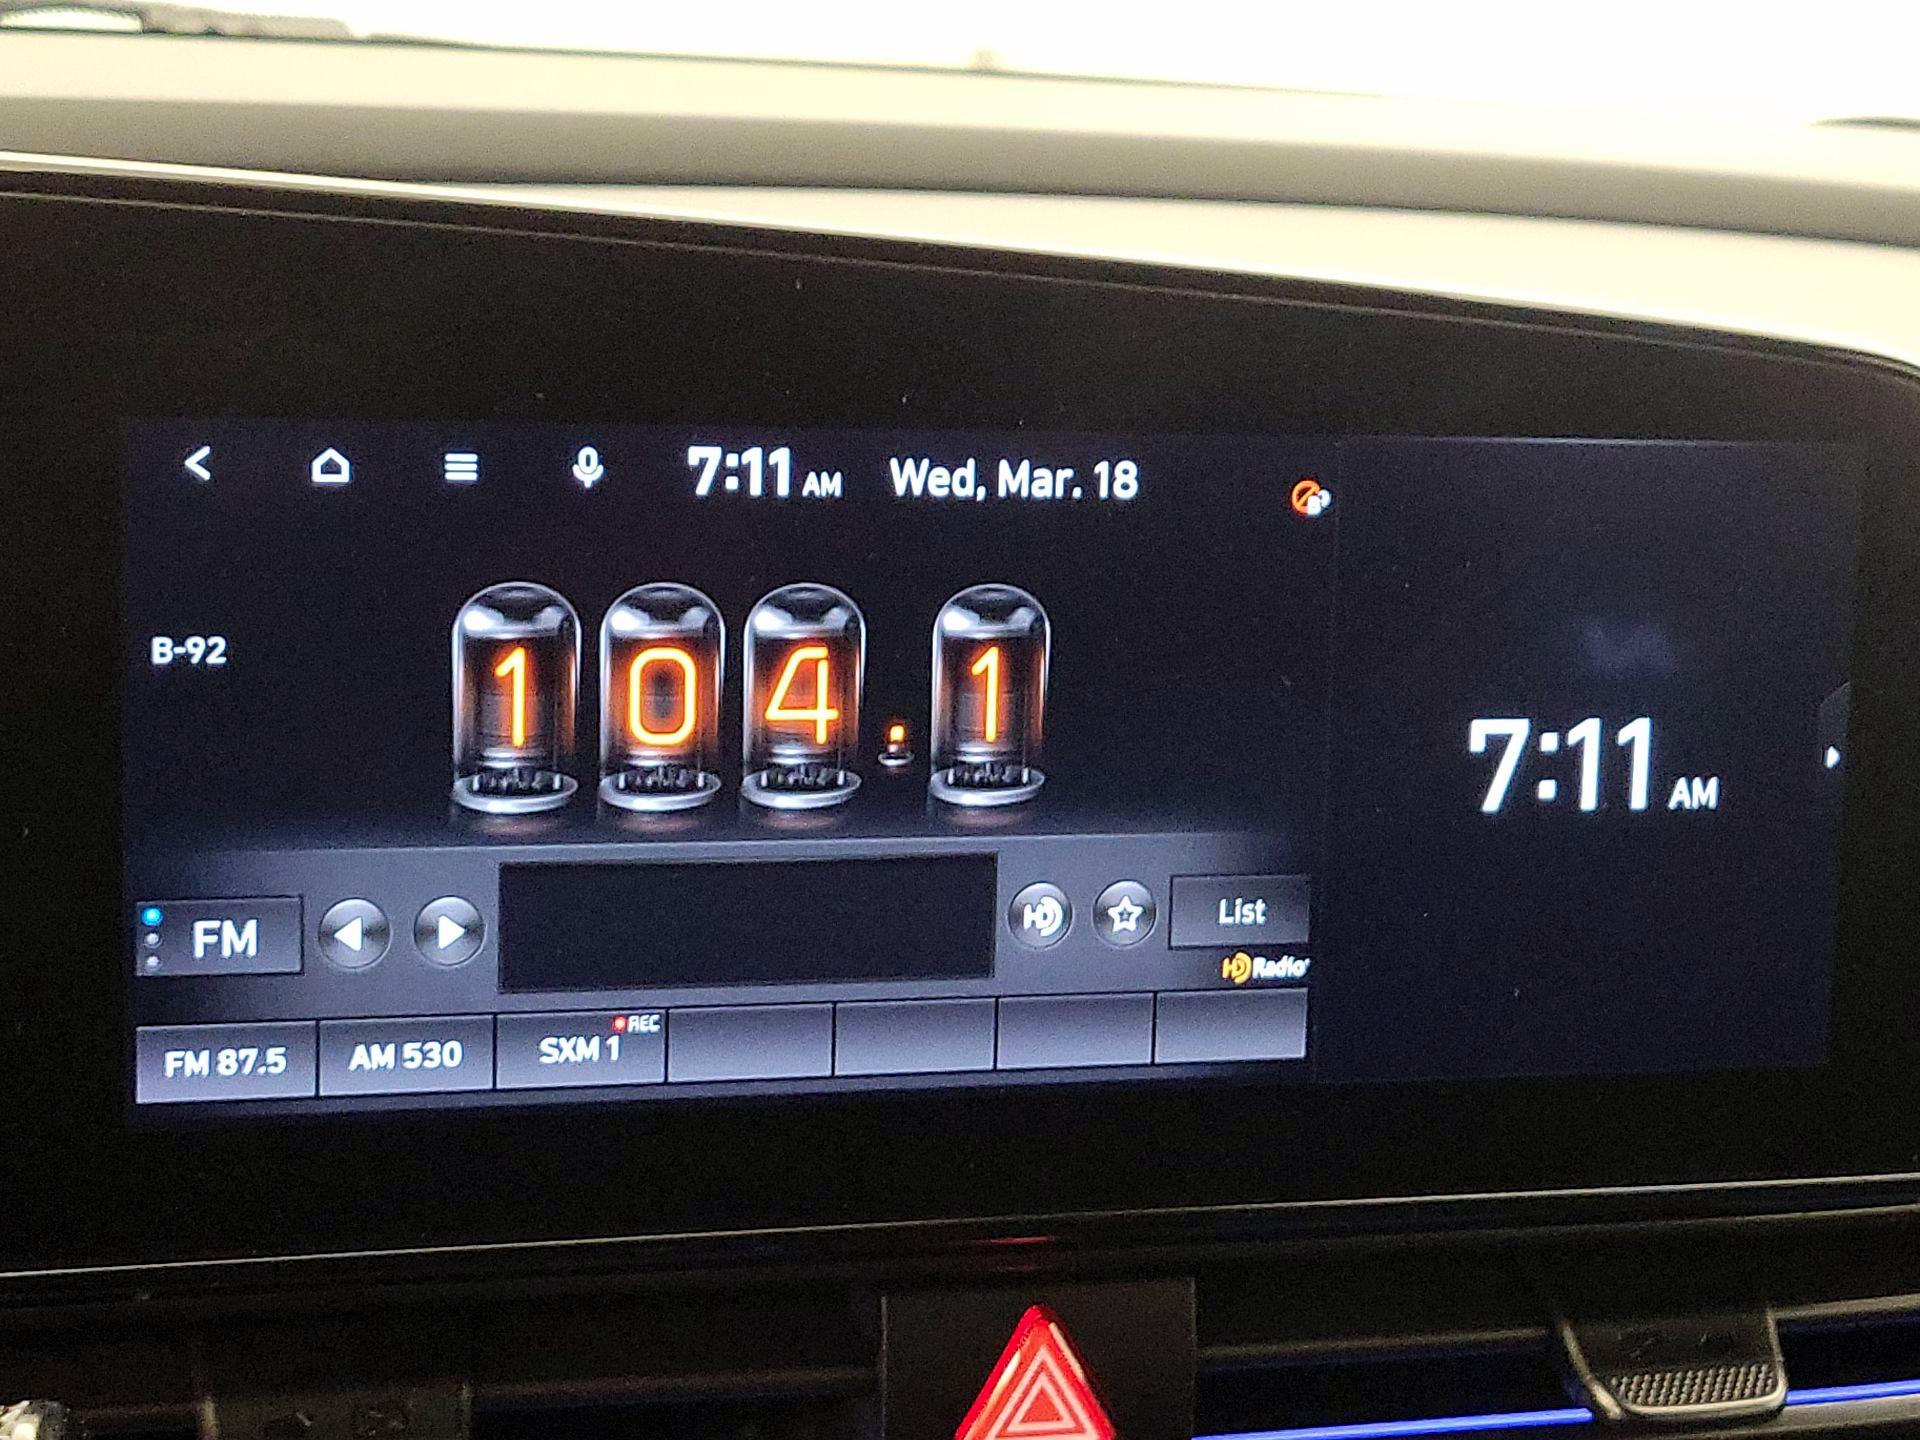 7:11 AM Wed, Mar. 18
B-92
104.1
7:11 AM
FM
HD
List
HD Radio
FM 87.5 AM 530 SXM 1 REC